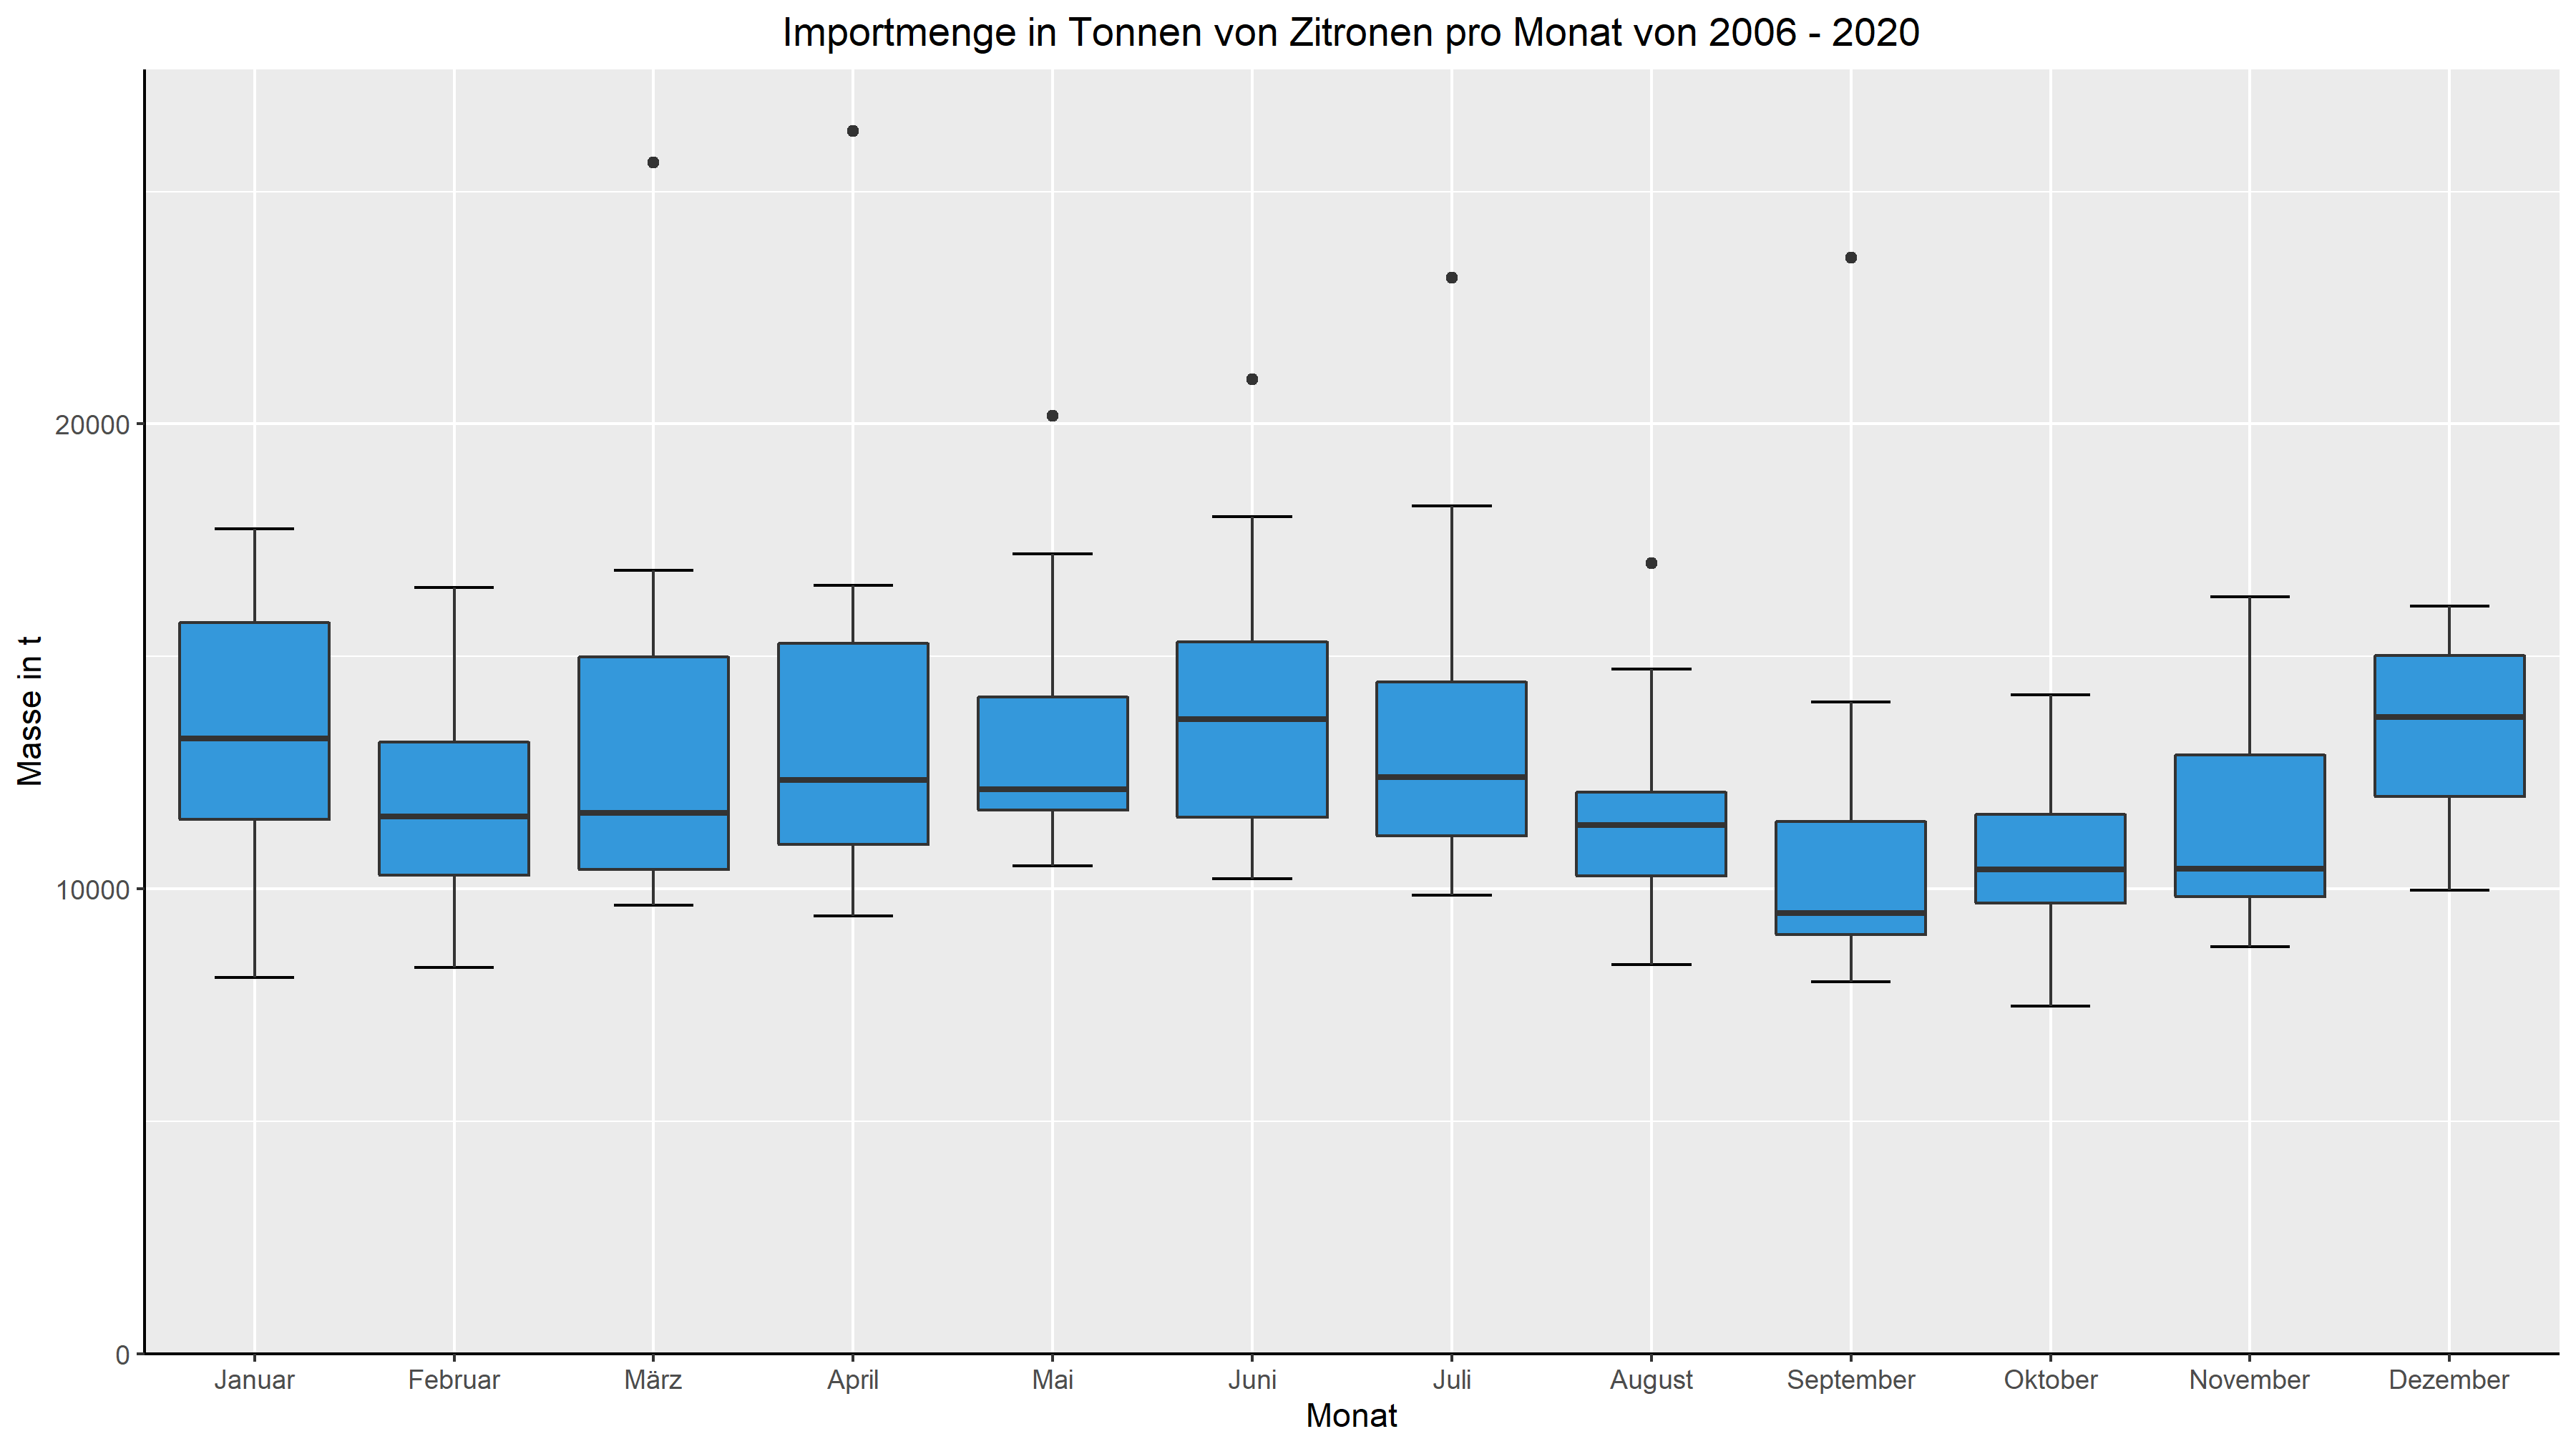 Importmenge in Tonnen von Zitronen pro Monat von 2006 - 2020
Masse in t
20000
10000
0
Januar Februar März April Mai Juni Juli August September Oktober November Dezember
Monat